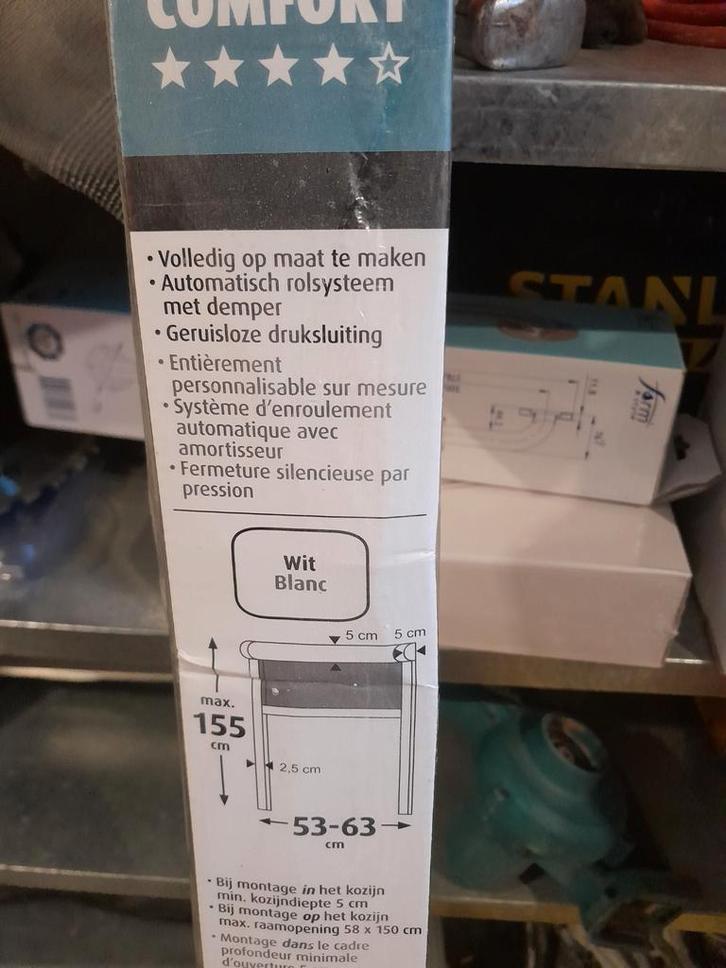 COMFORT
• Volledig op maat te maken
• Automatisch rolsysteem
met demper
• Geruisloze druksluiting
• Entièrement
personnalisable sur mesure
• Système d'enroulement
automatique avec
amortisseur
• Fermeture silencieuse par
pression
Wit
Blanc
5 cm 5 cm
max.
155
cm
2,5 cm
53-63
cm
• Bij montage in het kozijn
min. kozijndiepte 5 cm
• Bij montage op het kozijn
max. raamopening 58 x 150 cm
• Montage dans le cadre
profondeur minimale
d'ouverture
STANL
form